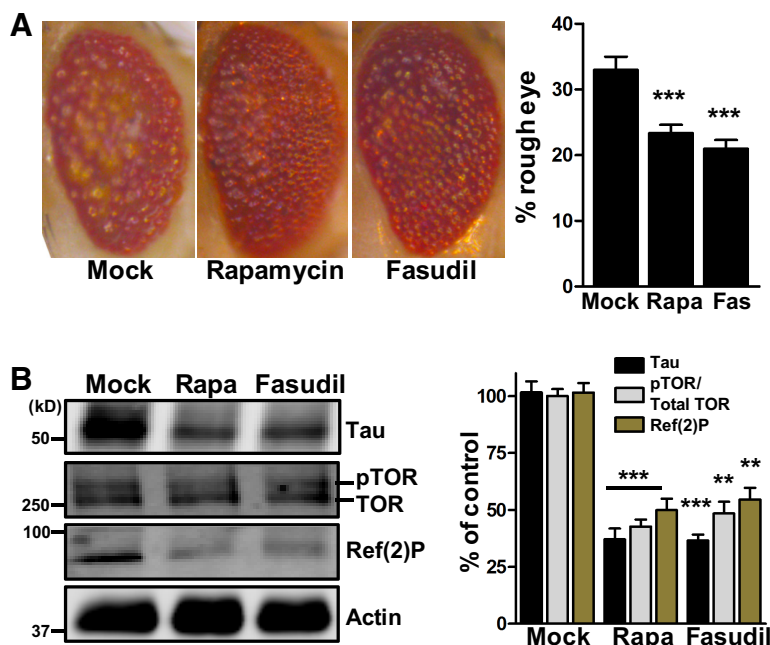 A
Mock Rapamycin Fasudil
% rough eye
40
30
20
10
0
***
***
Mock Rapa Fas
B
Mock Rapa Fasudil
(kD)
50
Tau
pTOR
250
TOR
100
Ref(2)P
37
Actin
Tau
pTOR/
Total TOR
Ref(2)P
% of control
100
75
50
25
0
***
***
**
**
Mock Rapa Fasudil